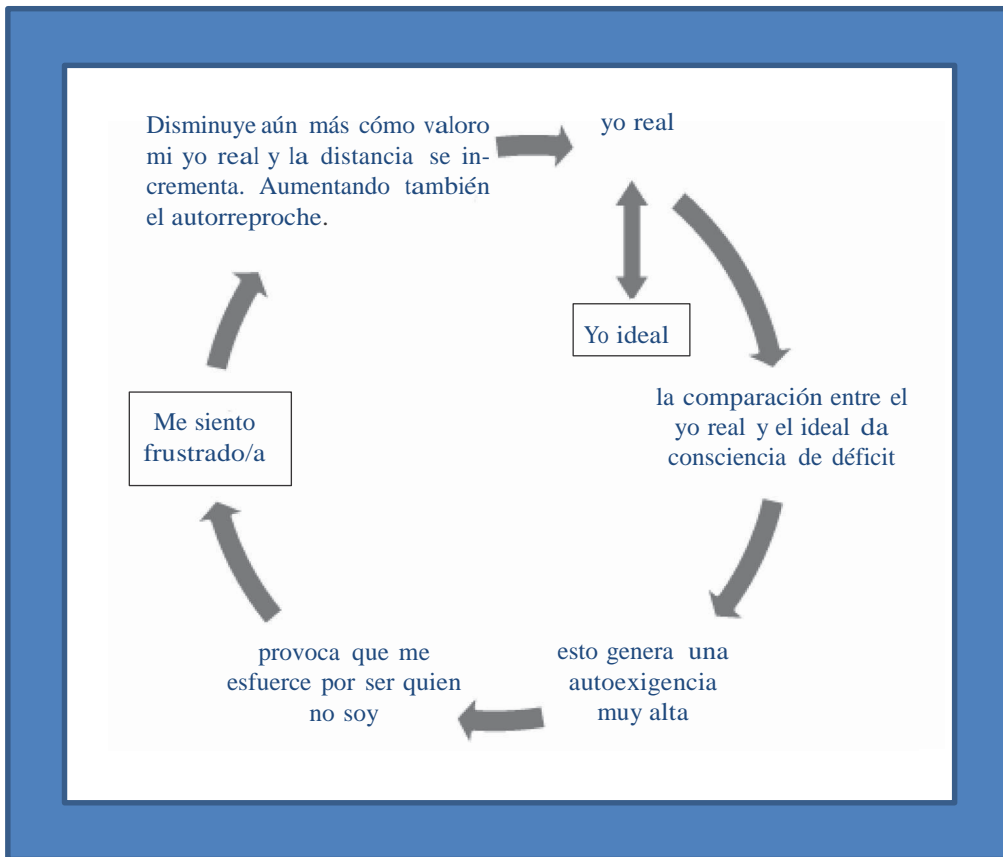 Disminuye aún más cómo valoro
mi yo real y la distancia se in-
crementa. Aumentando también
el autorreproche.
yo real
Yo ideal
la comparación entre el
yo real y el ideal da
consciencia de déficit
esto genera una
autoexigencia
muy alta
provoca que me
esfuerce por ser quien
no soy
Me siento
frustrado/a